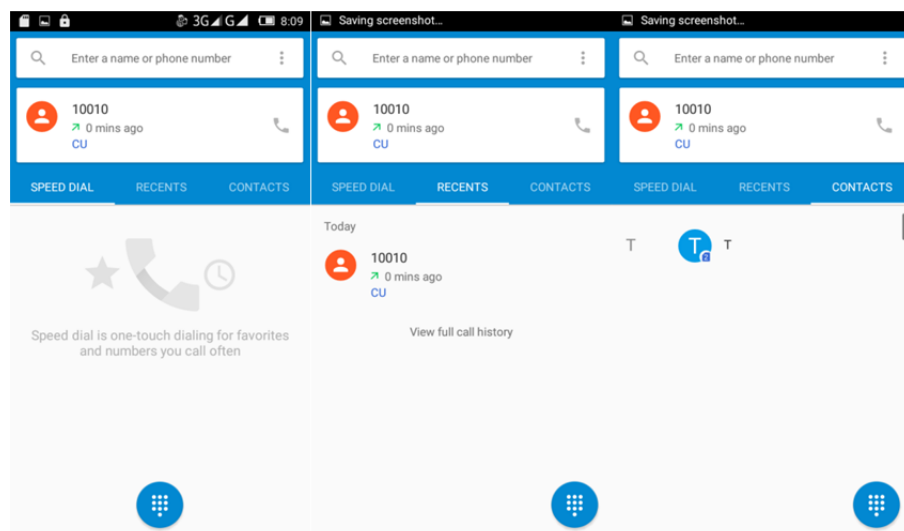 3G G 8:09
Enter a name or phone number
10010
0 mins ago
CU
SPEED DIAL RECENTS CONTACTS
Speed dial is one-touch dialing for favorites
and numbers you call often
Saving screenshot...
Enter a name or phone number
10010
0 mins ago
CU
SPEED DIAL RECENTS CONTACTS
Today
10010
0 mins ago
CU
View full call history
Saving screenshot...
Enter a name or phone number
10010
0 mins ago
CU
SPEED DIAL RECENTS CONTACTS
T T T